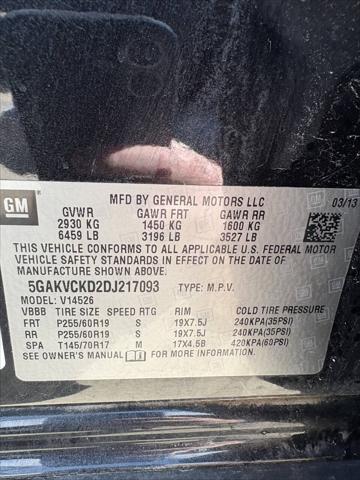 GM
MFD BY GENERAL MOTORS LLC 03/13
GVWR GAWR FRT GAWR RR
2930 KG 1450 KG 1600 KG
6459 LB 3196 LB 3527 LB
THIS VEHICLE CONFORMS TO ALL APPLICABLE U.S. FEDERAL MOTOR
VEHICLE SAFETY STANDARDS IN EFFECT ON THE DATE OF
MANUFACTURE SHOWN ABOVE.
5GAKVCKD2DJ217093 TYPE: M.P.V.
MODEL: V14526
VBBB TIRE SIZE SPEED RTG RIM COLD TIRE PRESSURE
FRT P255/60R19 S 19X7.5J 240KPA(35PSI)
RR P255/60R19 S 19X7.5J 240KPA(35PSI)
SPA T145/70R17 M 17X4.5B 420KPA(60PSI)
SEE OWNER'S MANUAL FOR MORE INFORMATION.